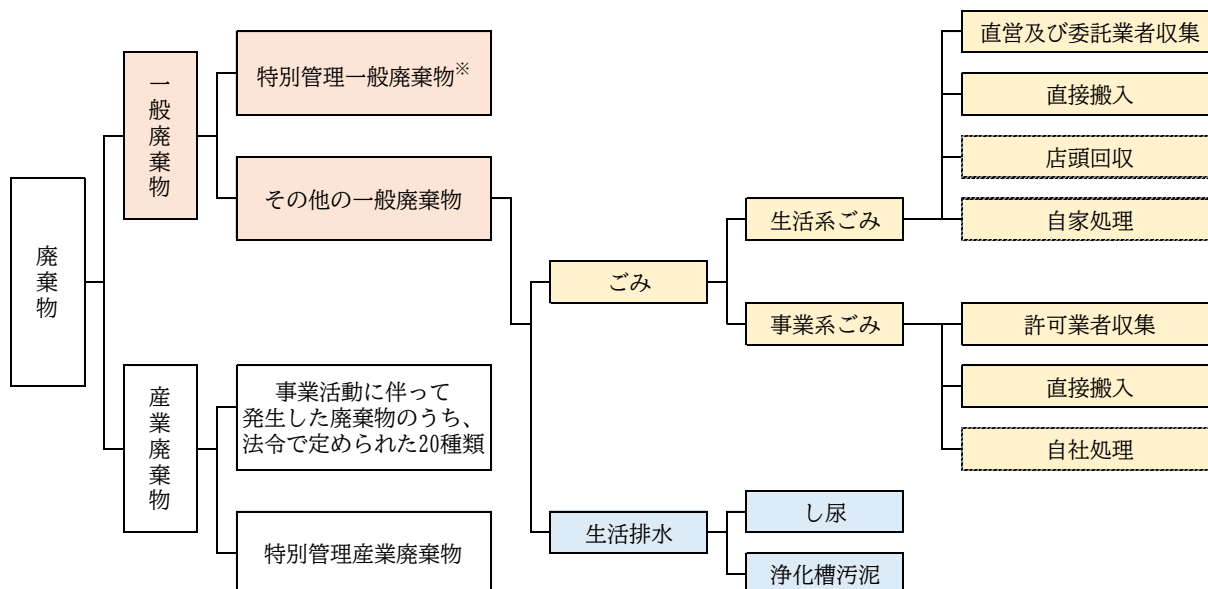 廃棄物
一般廃棄物
特別管理一般廃棄物※
その他の一般廃棄物
産業廃棄物
事業活動に伴って
発生した廃棄物のうち、
法令で定められた20種類
特別管理産業廃棄物
ごみ
生活系ごみ
直営及び委託業者収集
直接搬入
店頭回収
自家処理
事業系ごみ
許可業者収集
直接搬入
自社処理
生活排水
し尿
浄化槽汚泥